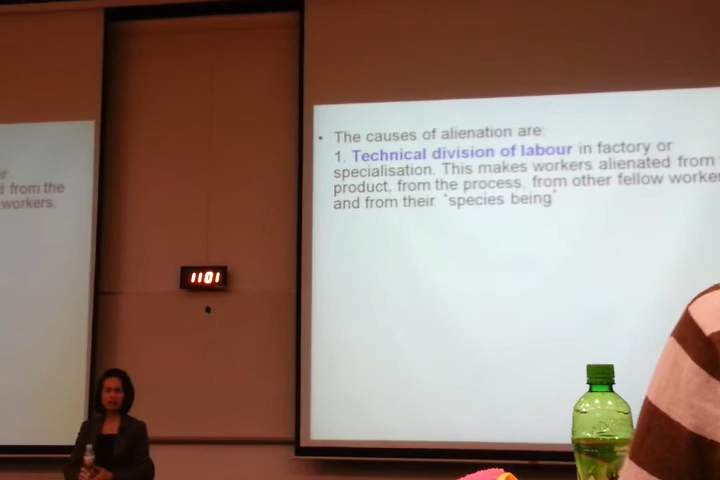 from the
workers,
1101
• The causes of alienation are:
1. Technical division of labour in factory or
specialisation. This makes workers alienated from
product, from the process, from other fellow
and from their "species being"